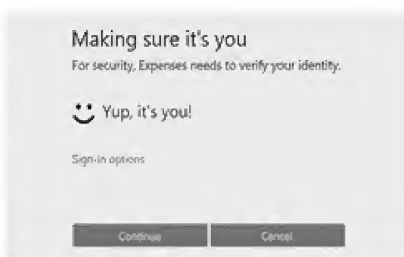 Making sure it's you
For security, Expenses needs to verify your identity.
Yup, it's you!
Sign-in options
Continue Cancel